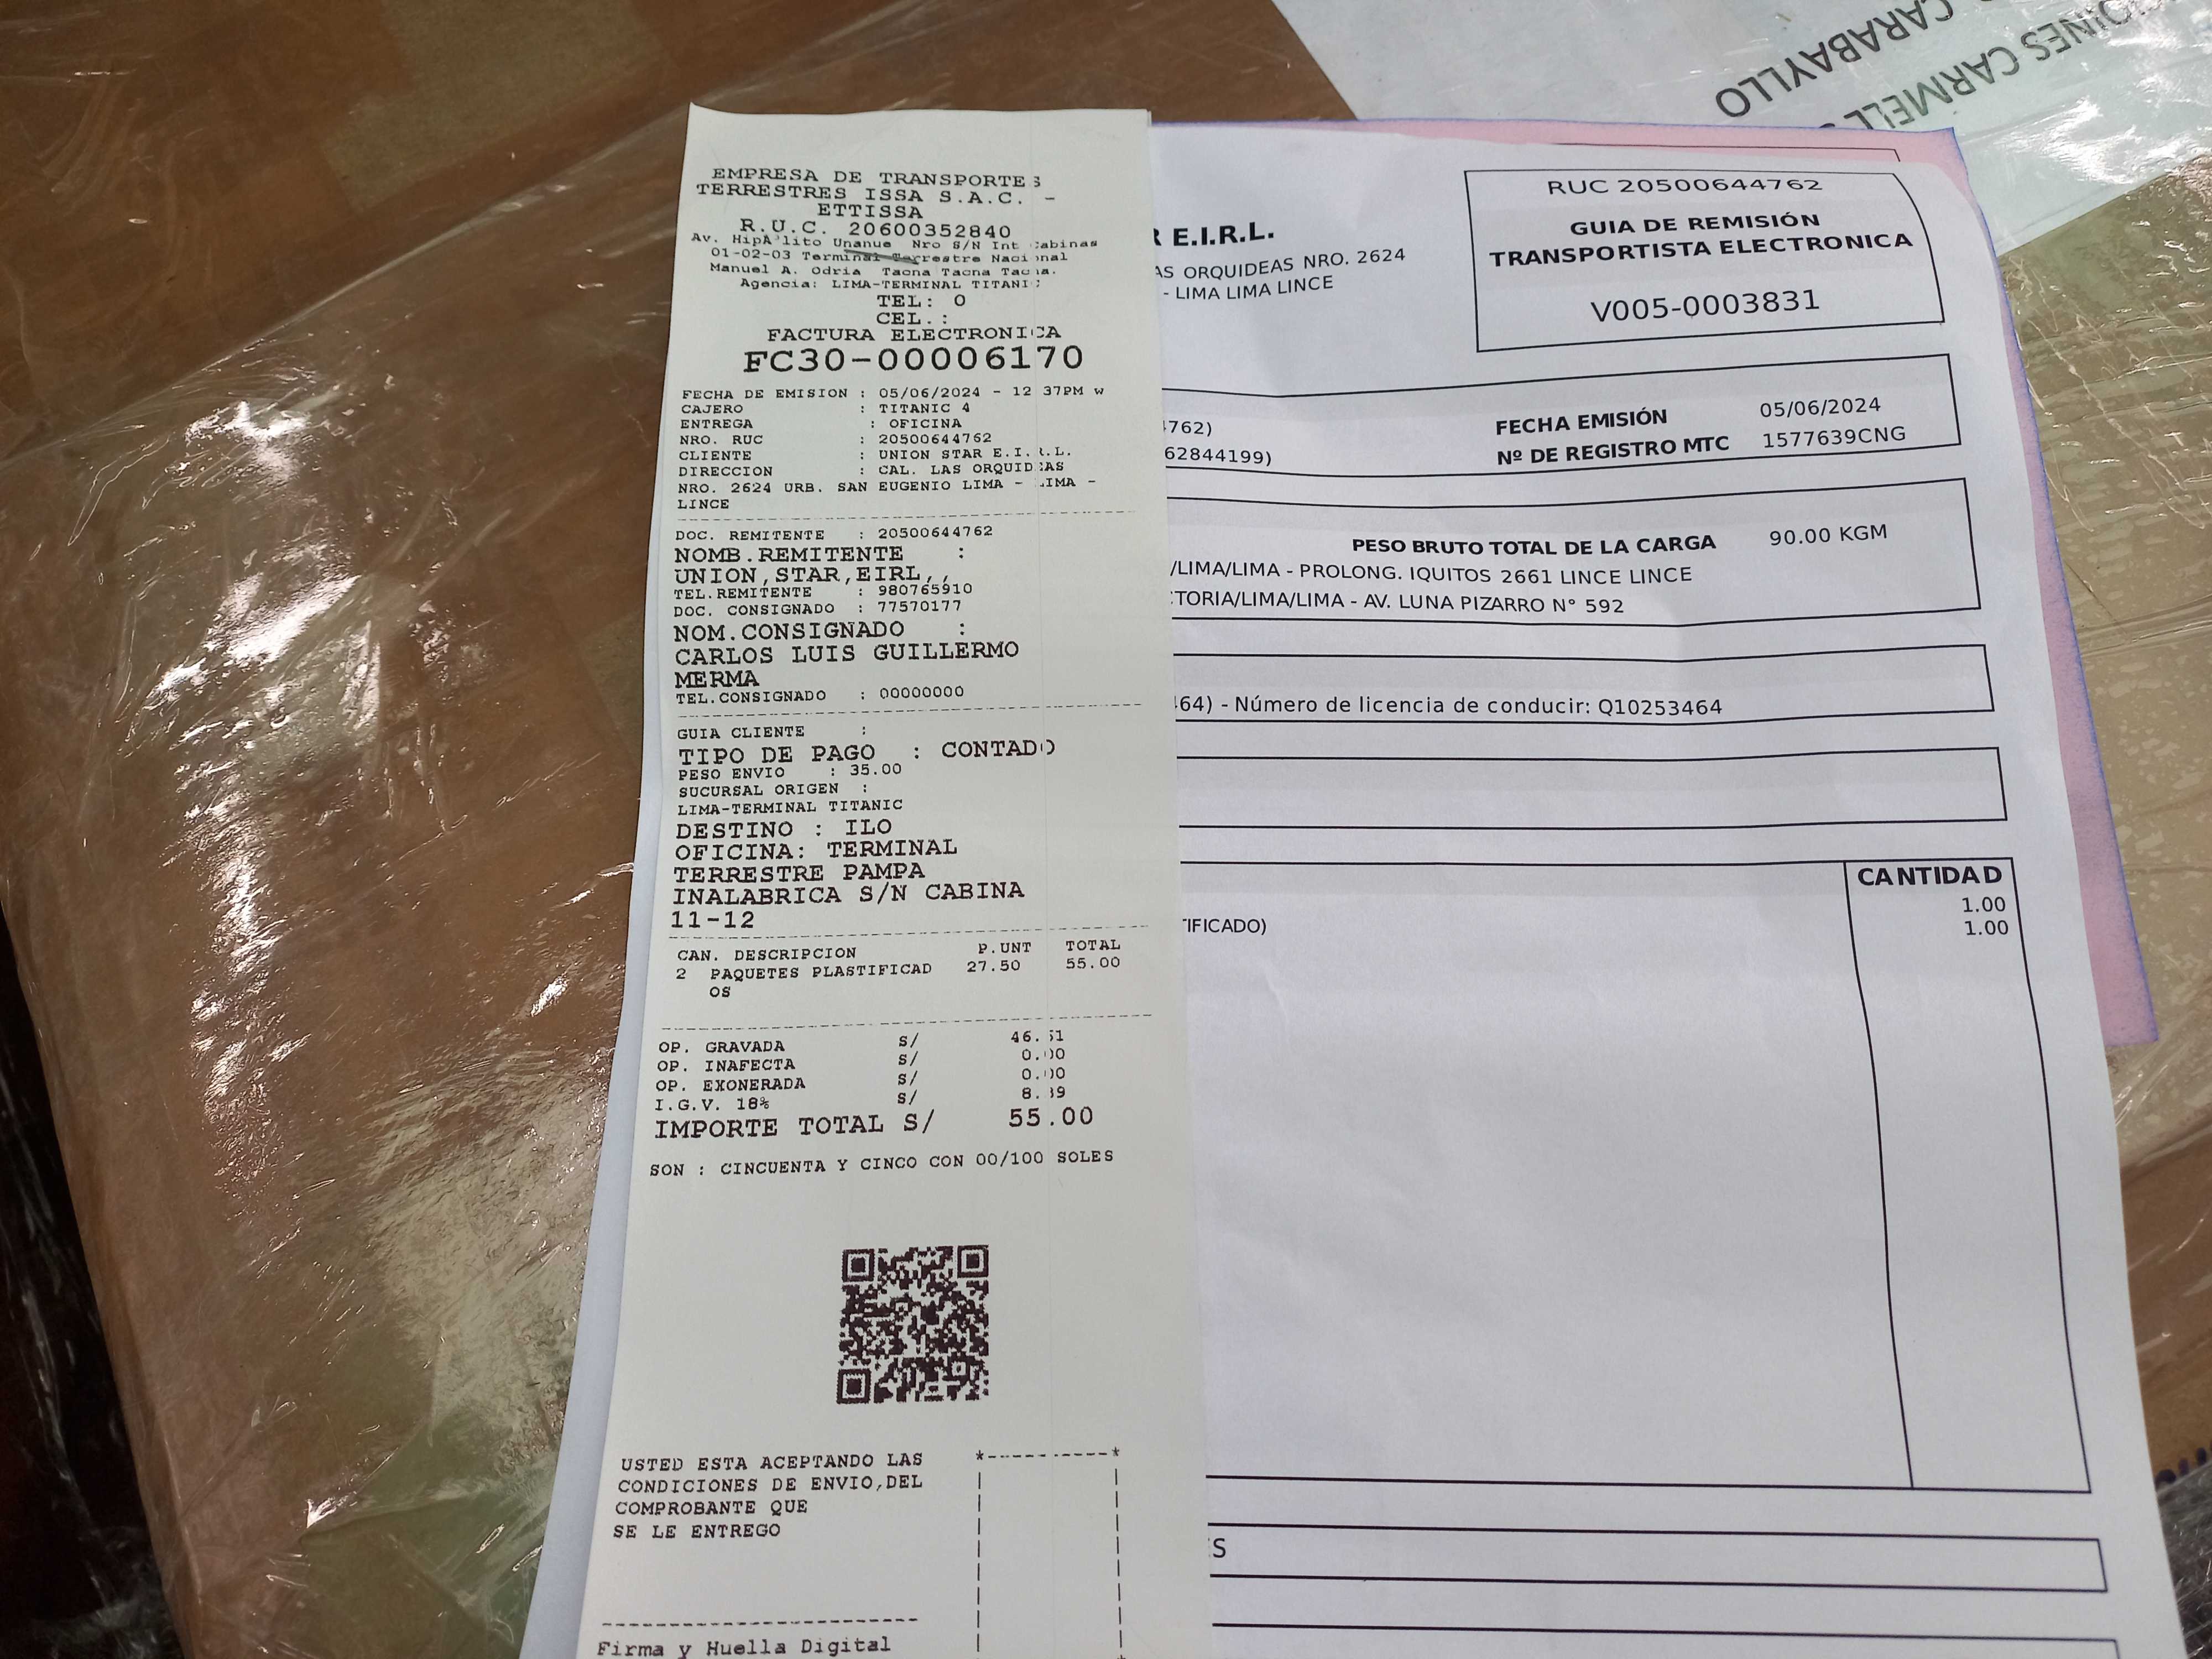 EMPRESA DE TRANSPORTES
TERRESTRES ISSA S.A.C. -
ETTISSA
R.U.C. 20600352840
Av. HipÃ³lito Unanue Nro S/N Int Cabinas
01-02-03 Terminal Terrestre Nacional
Manuel A. Odria Tacna Tacna Tacna.
Agencia: LIMA-TERMINAL TITANIC
TEL: 0
CEL.:
FACTURA ELECTRONICA
FC30-00006170
FECHA DE EMISION : 05/06/2024 - 12 37PM w
CAJERO : TITANIC 4
ENTREGA : OFICINA
NRO. RUC : 20500644762
CLIENTE : UNION STAR E.I.R.L.
DIRECCION : CAL. LAS ORQUIDEAS
NRO. 2624 URB. SAN EUGENIO LIMA - LIMA -
LINCE
DOC. REMITENTE : 20500644762
NOMB.REMITENTE :
UNION,STAR,EIRL,,
TEL.REMITENTE : 980765910
DOC. CONSIGNADO : 77570177
NOM.CONSIGNADO :
CARLOS LUIS GUILLERMO
MERMA
TEL.CONSIGNADO : 00000000
GUIA CLIENTE :
TIPO DE PAGO : CONTADO
PESO ENVIO : 35.00
SUCURSAL ORIGEN :
LIMA-TERMINAL TITANIC
DESTINO : ILO
OFICINA: TERMINAL
TERRESTRE PAMPA
INALABRICA S/N CABINA
11-12
CAN. DESCRIPCION P.UNT TOTAL
2 PAQUETES PLASTIFICAD 27.50 55.00
OS
OP. GRAVADA S/ 46.61
OP. INAFECTA S/ 0.00
OP. EXONERADA S/ 0.00
I.G.V. 18% S/ 8.39
IMPORTE TOTAL S/ 55.00
SON : CINCUENTA Y CINCO CON 00/100 SOLES
USTED ESTA ACEPTANDO LAS
CONDICIONES DE ENVIO,DEL
COMPROBANTE QUE
SE LE ENTREGO
Firma y Huella Digital
R E.I.R.L.
AS ORQUIDEAS NRO. 2624
- LIMA LIMA LINCE
RUC 20500644762
GUIA DE REMISIÓN
TRANSPORTISTA ELECTRONICA
V005-0003831
762)
62844199)
FECHA EMISIÓN 05/06/2024
Nº DE REGISTRO MTC 1577639CNG
PESO BRUTO TOTAL DE LA CARGA 90.00 KGM
/LIMA/LIMA - PROLONG. IQUITOS 2661 LINCE LINCE
TORIA/LIMA/LIMA - AV. LUNA PIZARRO N° 592
64) - Número de licencia de conducir: Q10253464
CANTIDAD
1.00
TIFICADO) 1.00
S
CARABAYLLO
CARMEL